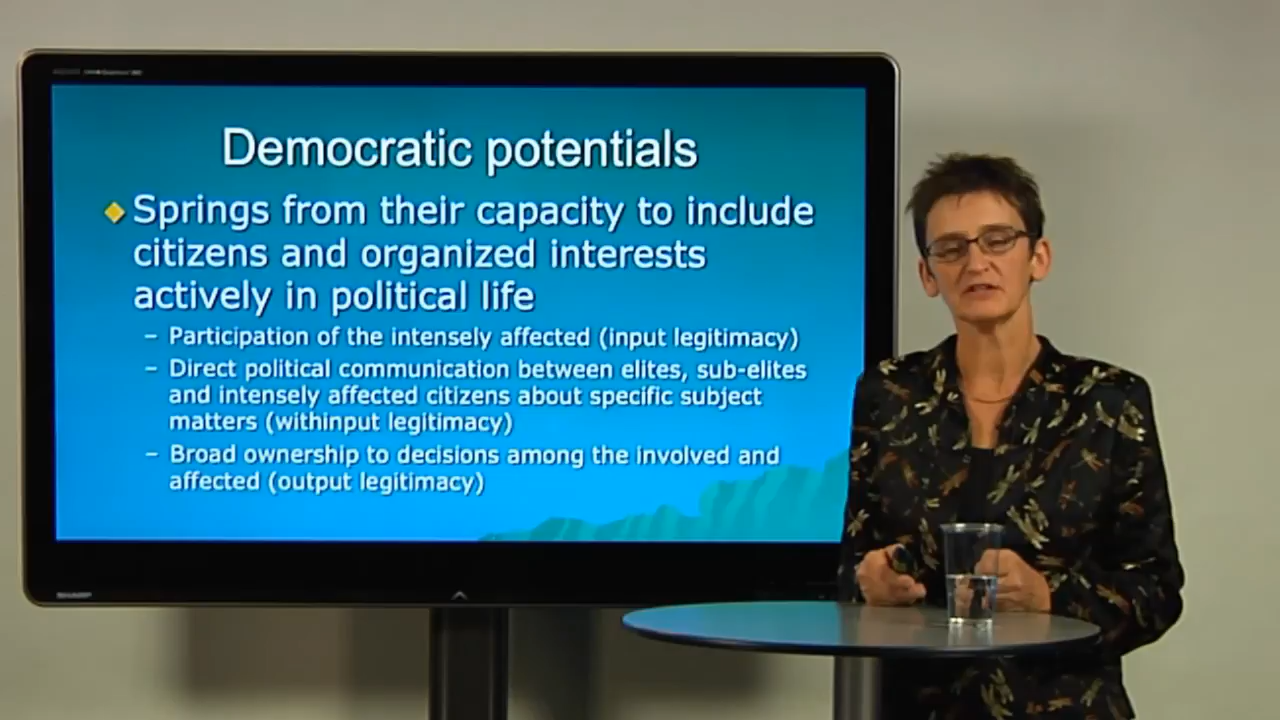 Democratic potentials
Springs from their capacity to include
citizens and organized interests
actively in political life
– Participation of the intensely affected (input legitimacy)
– Direct political communication between elites, sub-elites
and intensely affected citizens about specific subject
matters (withinput legitimacy)
– Broad ownership to decisions among the involved and
affected (output legitimacy)
SHARP